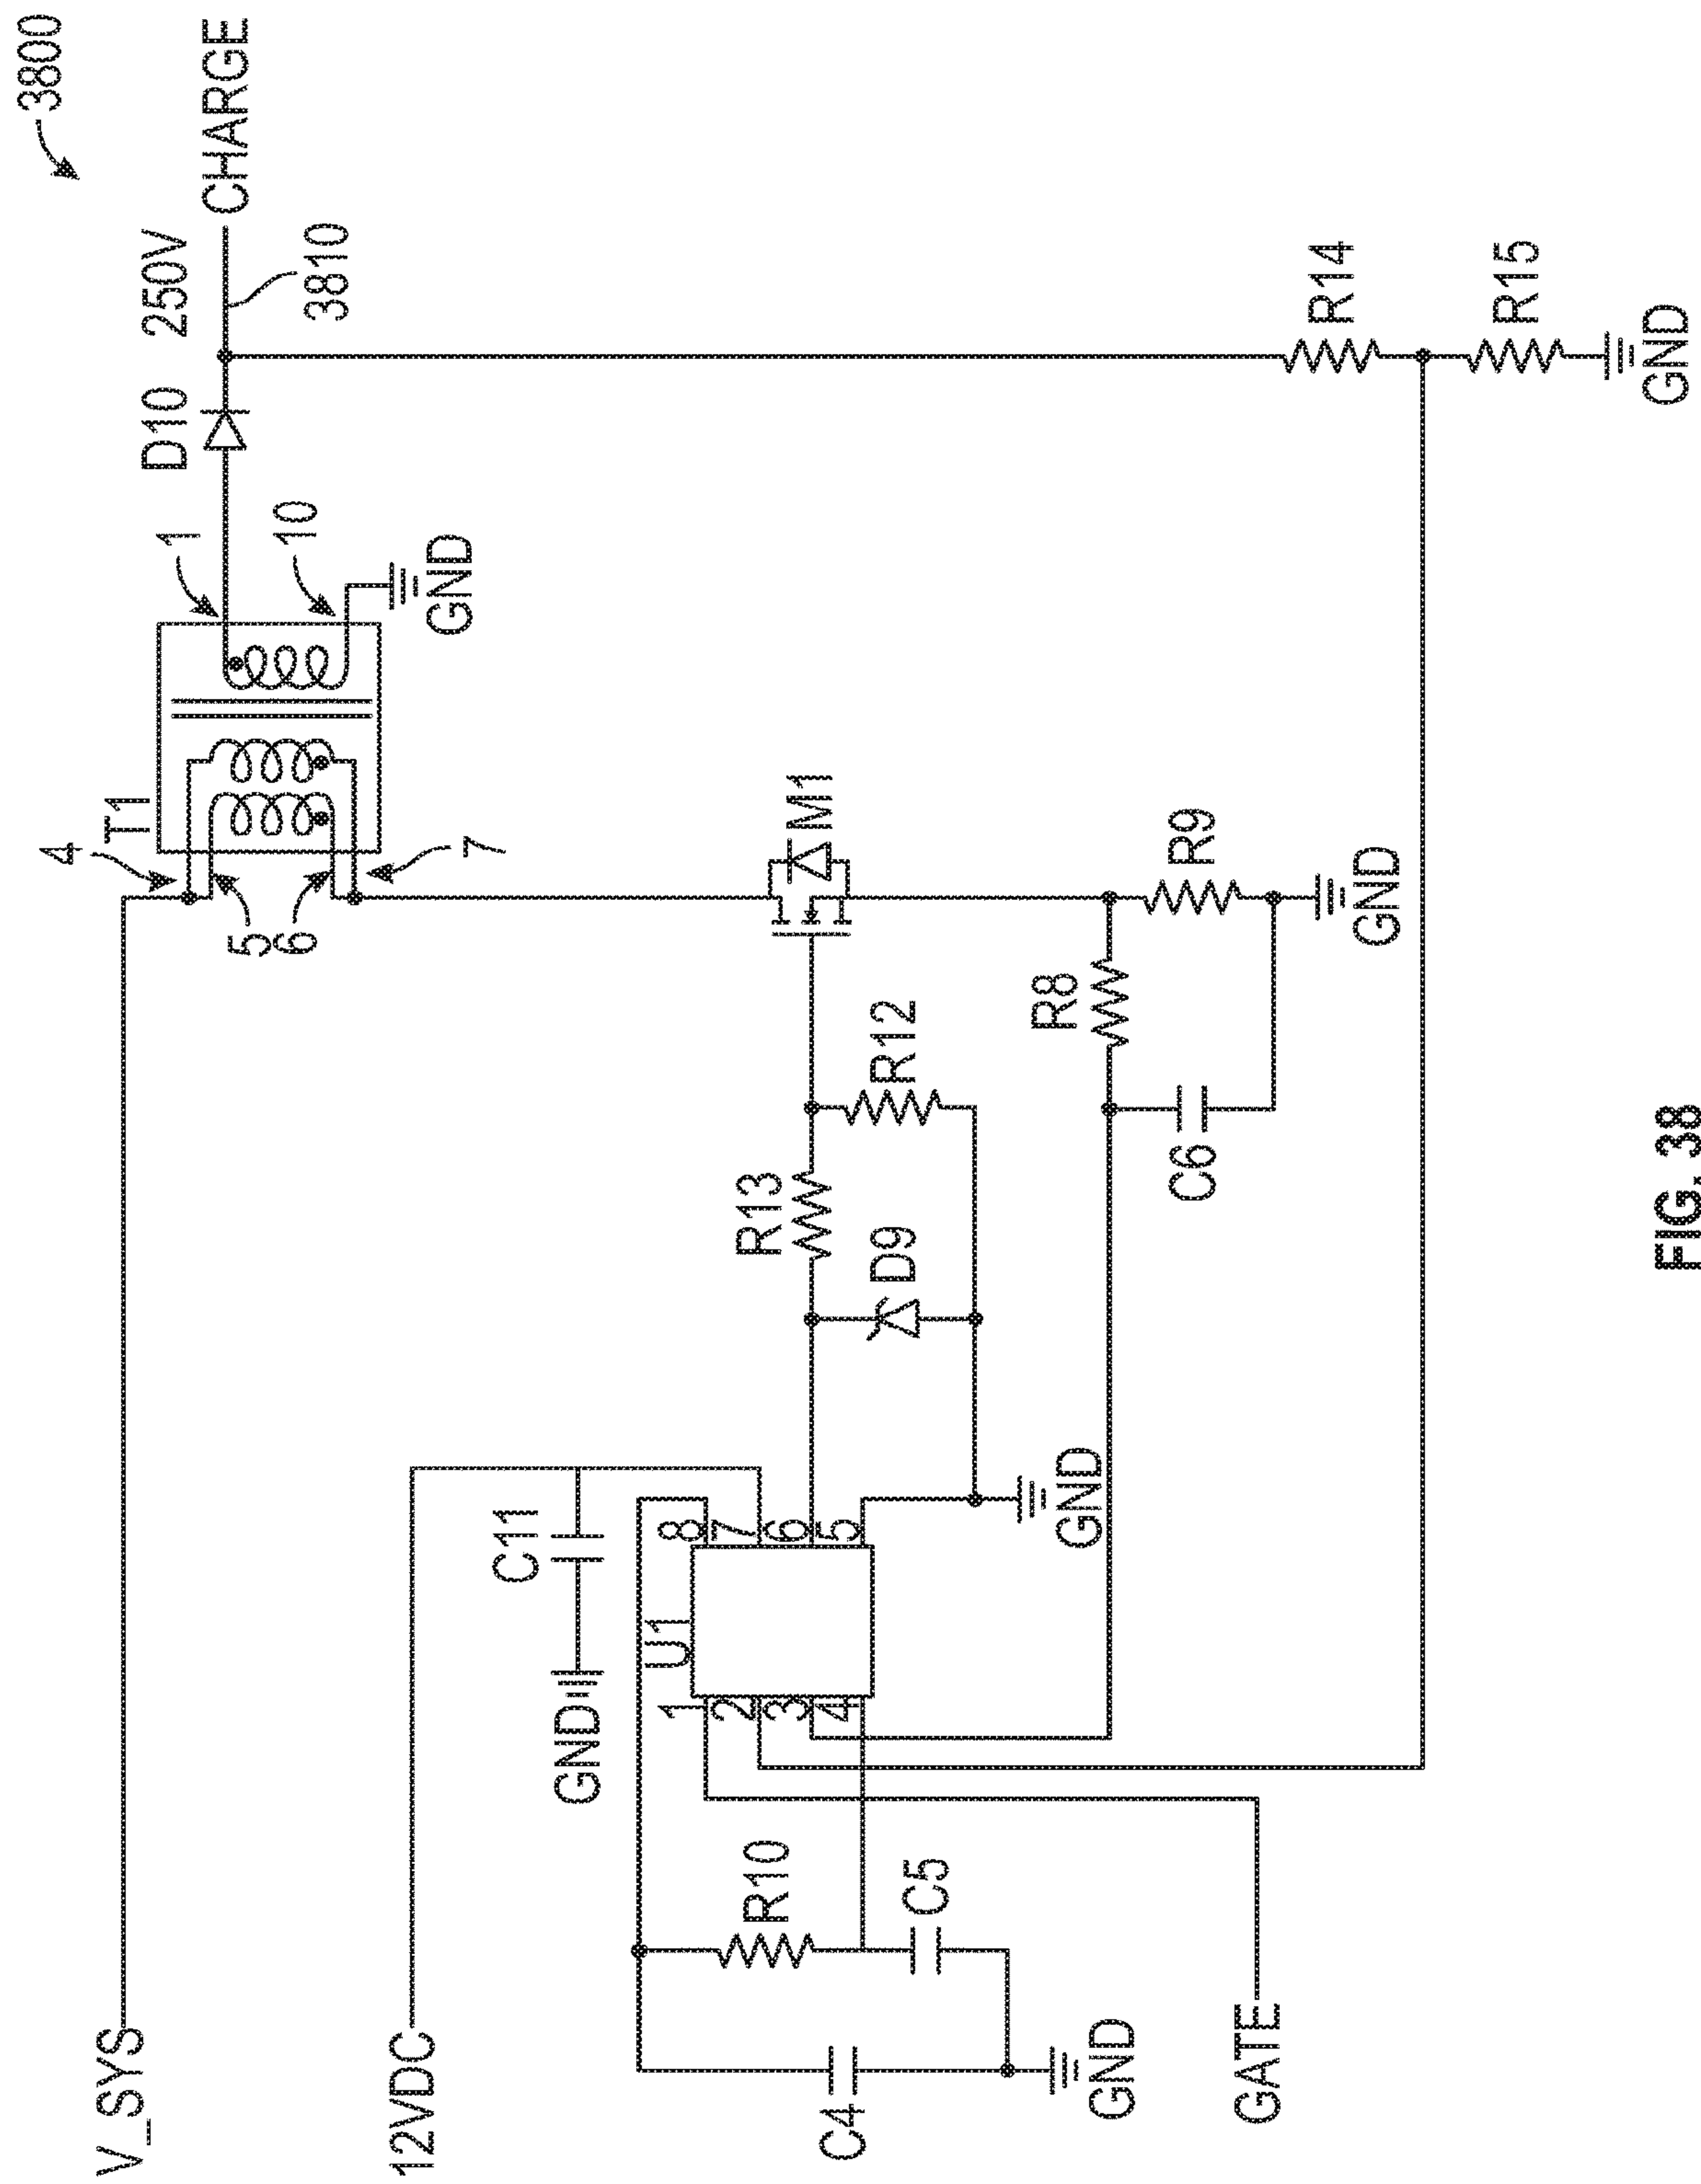 3800
CHARGE
250V
3810
D10
1
10
GND
T1
4
5
6
7
M1
R14
R15
GND
R9
GND
R8
C6
R12
R13
D9
GND
C11
GND
U1
8
7
6
5
1
2
3
4
R10
C5
C4
GND
V_SYS
12VDC
GATE
FIG. 38